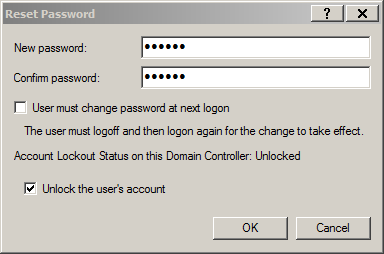 Reset Password
New password: ••••••
Confirm password: ••••••
User must change password at next logon
The user must logoff and then logon again for the change to take effect.
Account Lockout Status on this Domain Controller: Unlocked
Unlock the user's account
OK Cancel